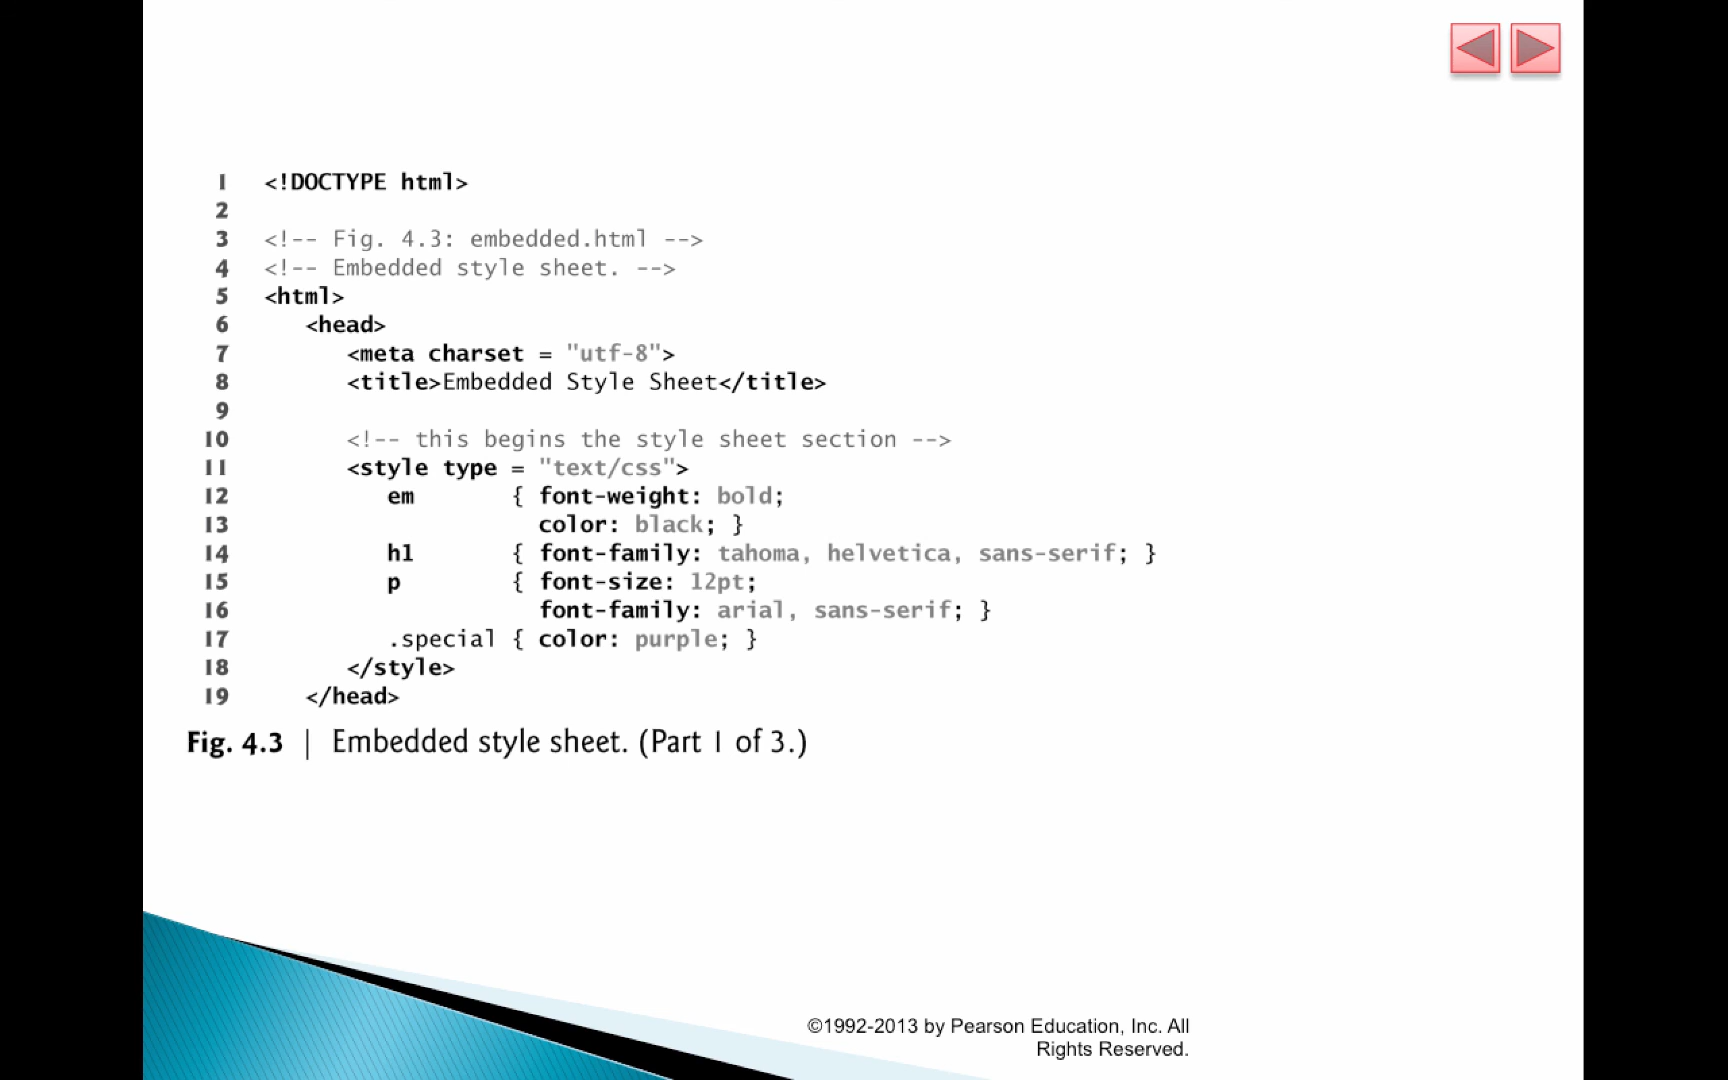 1 <!DOCTYPE html>
2
3 <!-- Fig. 4.3: embedded.html -->
4 <!-- Embedded style sheet. -->
5 <html>
6    <head>
7       <meta charset = "utf-8">
8       <title>Embedded Style Sheet</title>
9
10       <!-- this begins the style sheet section -->
11       <style type = "text/css">
12          em       { font-weight: bold;
13                     color: black; }
14          h1       { font-family: tahoma, helvetica, sans-serif; }
15          p        { font-size: 12pt;
16                     font-family: arial, sans-serif; }
17          .special { color: purple; }
18       </style>
19    </head>
Fig. 4.3 | Embedded style sheet. (Part 1 of 3.)
©1992-2013 by Pearson Education, Inc. All
Rights Reserved.